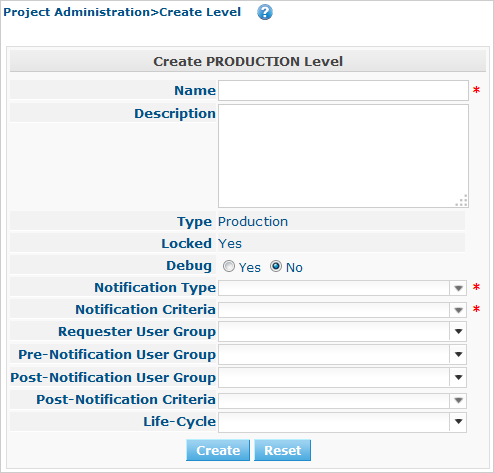 Project Administration>Create Level ?
Create PRODUCTION Level
Name *
Description
Type Production
Locked Yes
Debug Yes No
Notification Type *
Notification Criteria *
Requester User Group
Pre-Notification User Group
Post-Notification User Group
Post-Notification Criteria
Life-Cycle
Create Reset